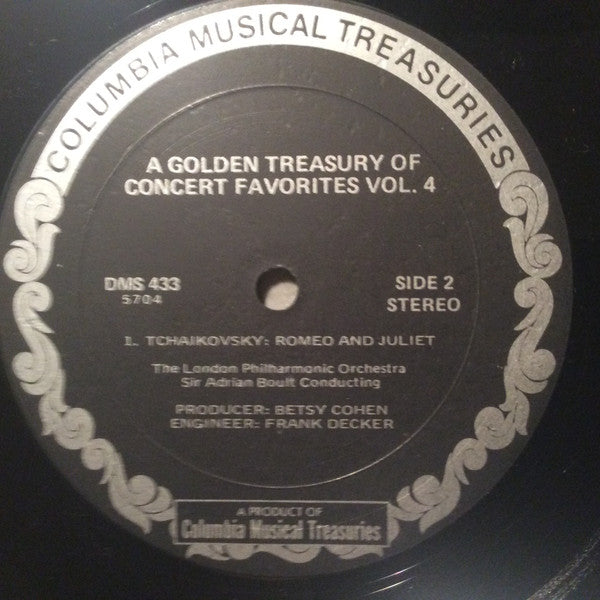 COLUMBIA MUSICAL TREASURIES
A GOLDEN TREASURY OF
CONCERT FAVORITES VOL. 4
DMS 433
5704
SIDE 2
STEREO
1. TCHAIKOVSKY: ROMEO AND JULIET
The London Philharmonic Orchestra
Sir Adrian Boult Conducting
PRODUCER: BETSY COHEN
ENGINEER: FRANK DECKER
A PRODUCT OF
Columbia Musical Treasuries